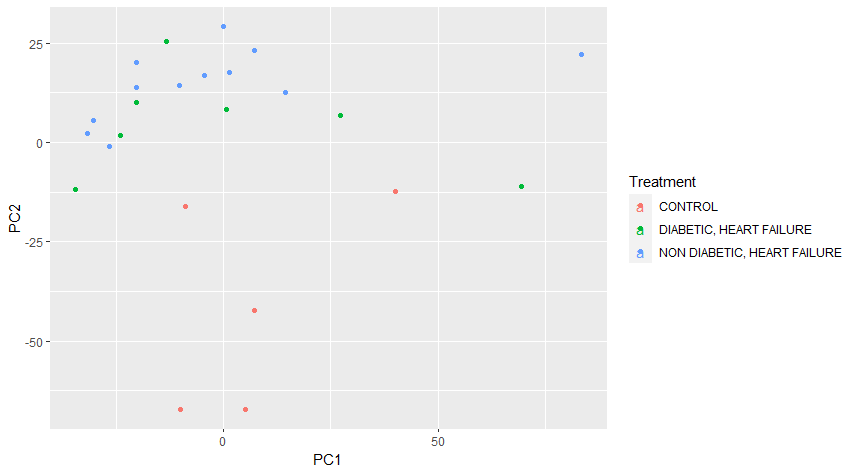 25
0
-25
-50
PC2
0
50
PC1
Treatment
a CONTROL
a DIABETIC, HEART FAILURE
a NON DIABETIC, HEART FAILURE